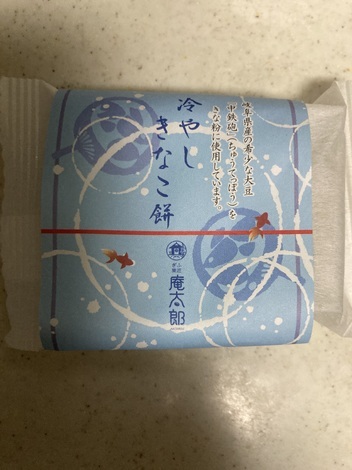 岐阜県産の希少な大豆
中鉄砲」(ちゅうてっぽう)を
きな粉に使用しています。
冷やし
きなこ餅
庵太郎